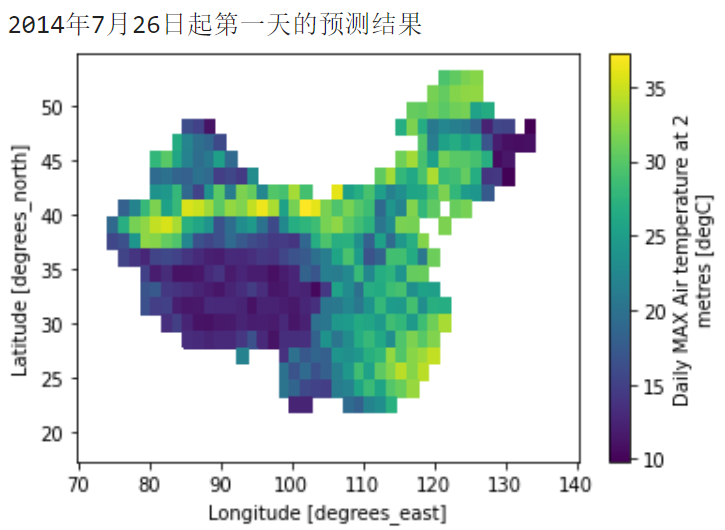 2014年7月26日起第一天的预测结果
50
45
40
35
30
25
20
70 80 90 100 110 120 130 140
Latitude [degrees_north]
Longitude [degrees_east]
35
30
25
20
15
10
Daily MAX Air temperature at 2
metres [degC]